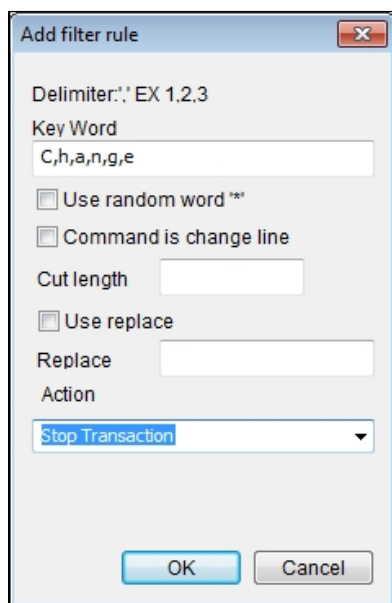 Add filter rule
Delimiter:',' EX 1,2,3
Key Word
C,h,a,n,g,e
Use random word '*'
Command is change line
Cut length
Use replace
Replace
Action
Stop Transaction
OK Cancel